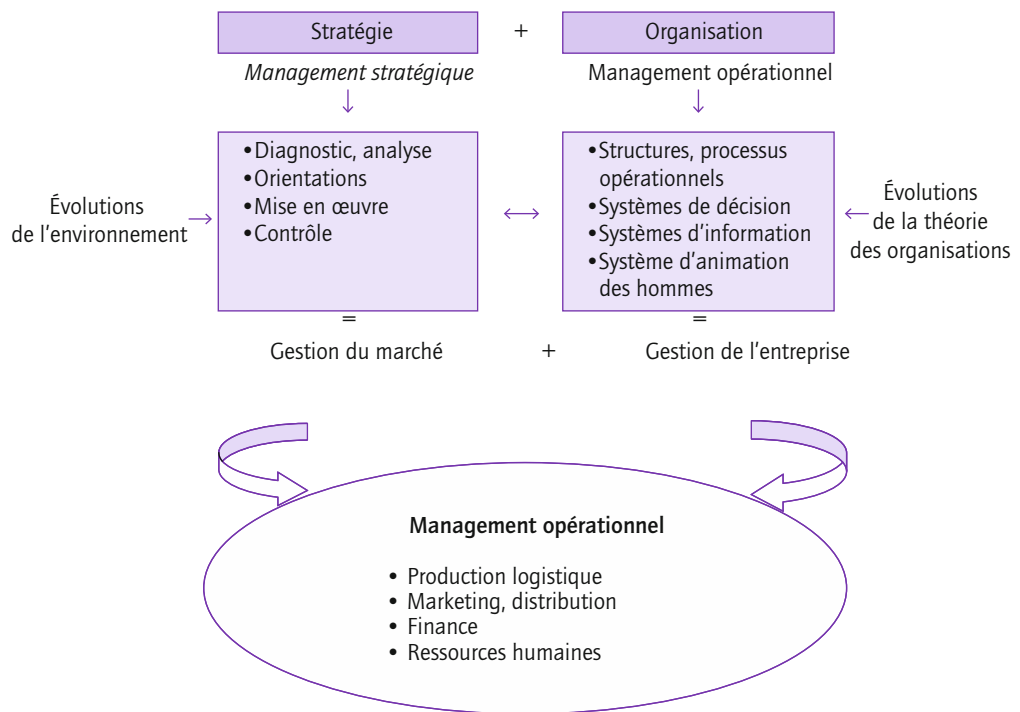 Stratégie + Organisation
Management stratégique Management opérationnel
•Diagnostic, analyse
•Orientations
•Mise en œuvre
•Contrôle
•Structures, processus
opérationnels
•Systèmes de décision
•Systèmes d'information
•Système d'animation
des hommes
Évolutions
de l'environnement
Évolutions
de la théorie
des organisations
= =
Gestion du marché + Gestion de l'entreprise
Management opérationnel
• Production logistique
• Marketing, distribution
• Finance
• Ressources humaines